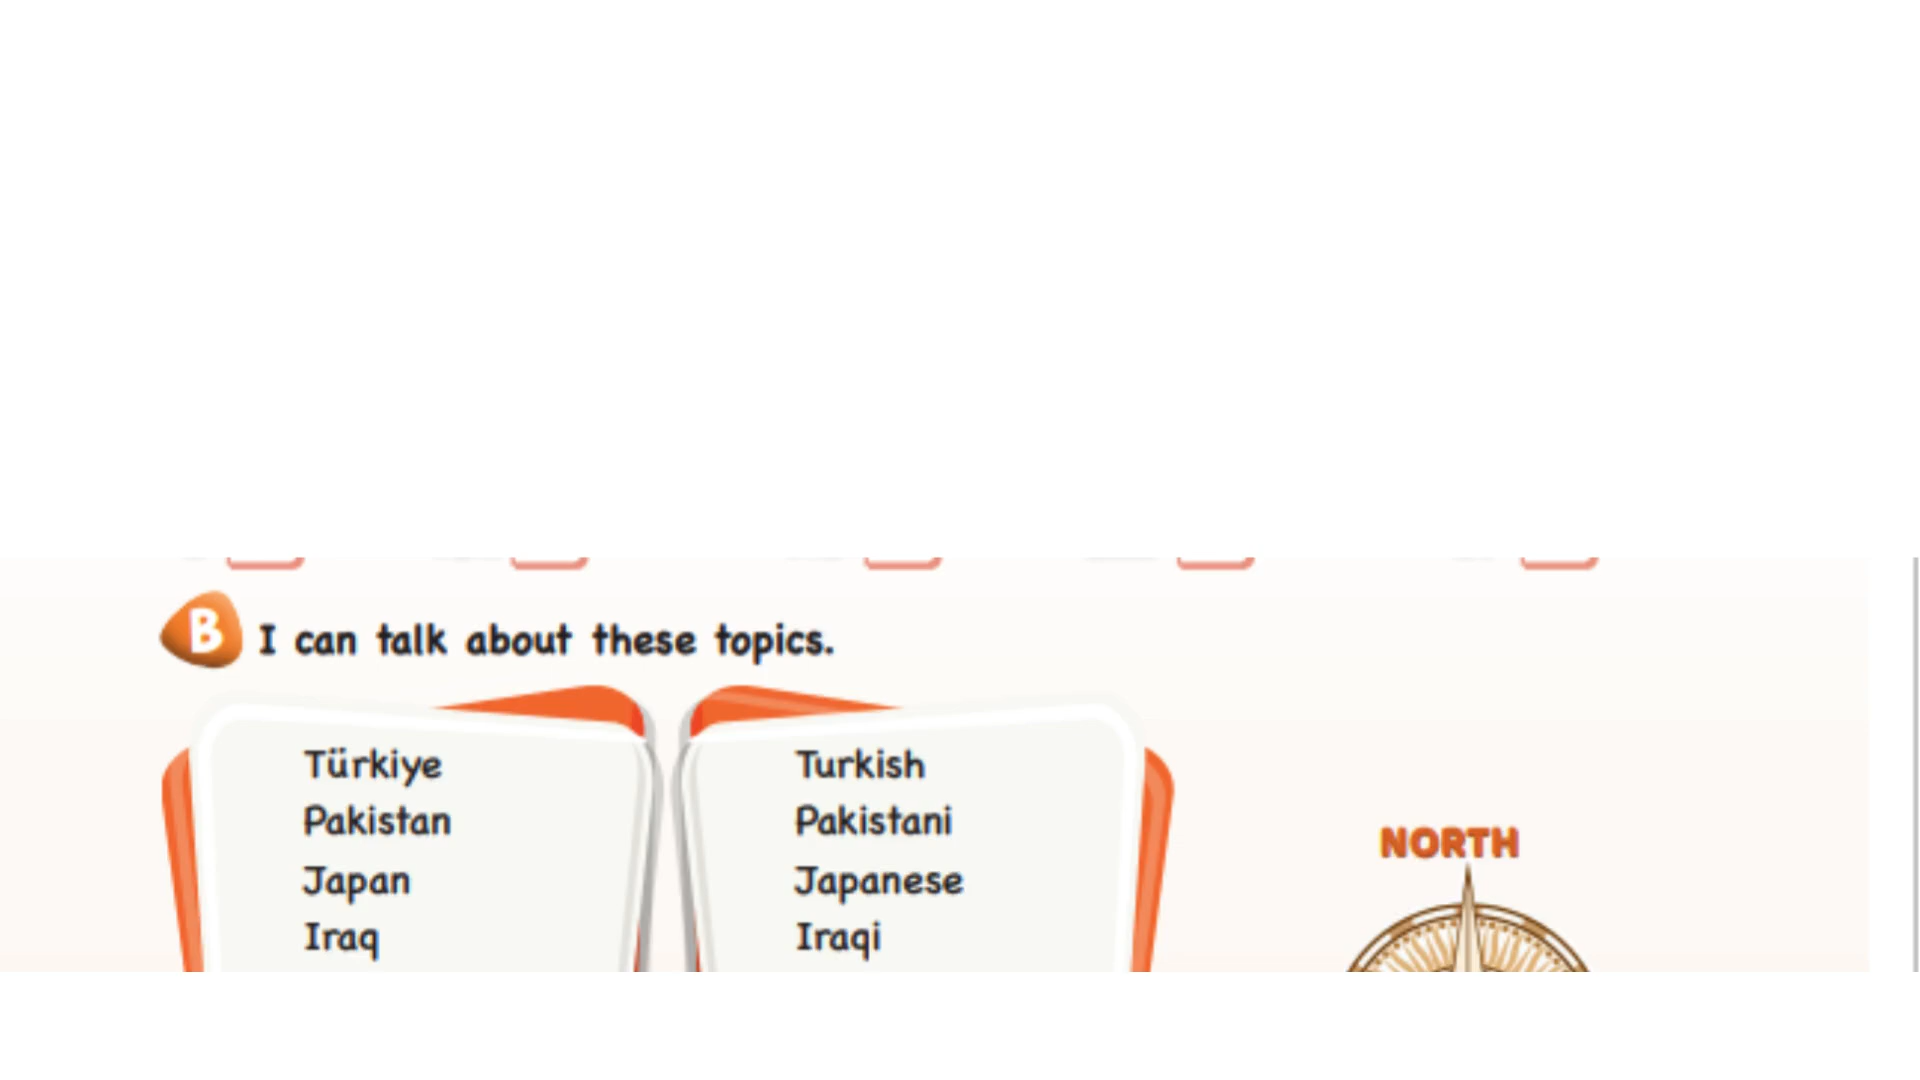 B I can talk about these topics.
Türkiye
Pakistan
Japan
Iraq
Turkish
Pakistani
Japanese
Iraqi
NORTH